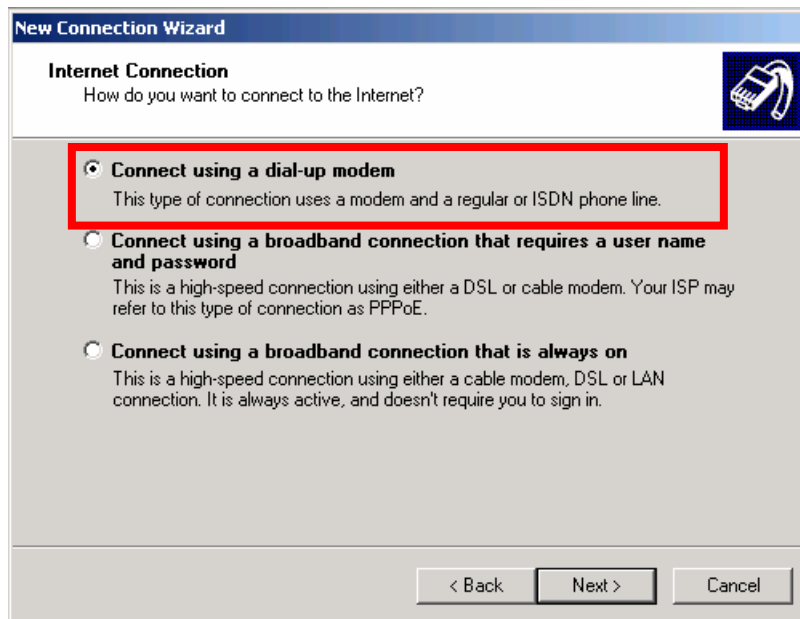 New Connection Wizard
Internet Connection
How do you want to connect to the Internet?
Connect using a dial-up modem
This type of connection uses a modem and a regular or ISDN phone line.
Connect using a broadband connection that requires a user name
and password
This is a high-speed connection using either a DSL or cable modem. Your ISP may
refer to this type of connection as PPPoE.
Connect using a broadband connection that is always on
This is a high-speed connection using either a cable modem, DSL or LAN
connection. It is always active, and doesn't require you to sign in.
< Back
Next >
Cancel